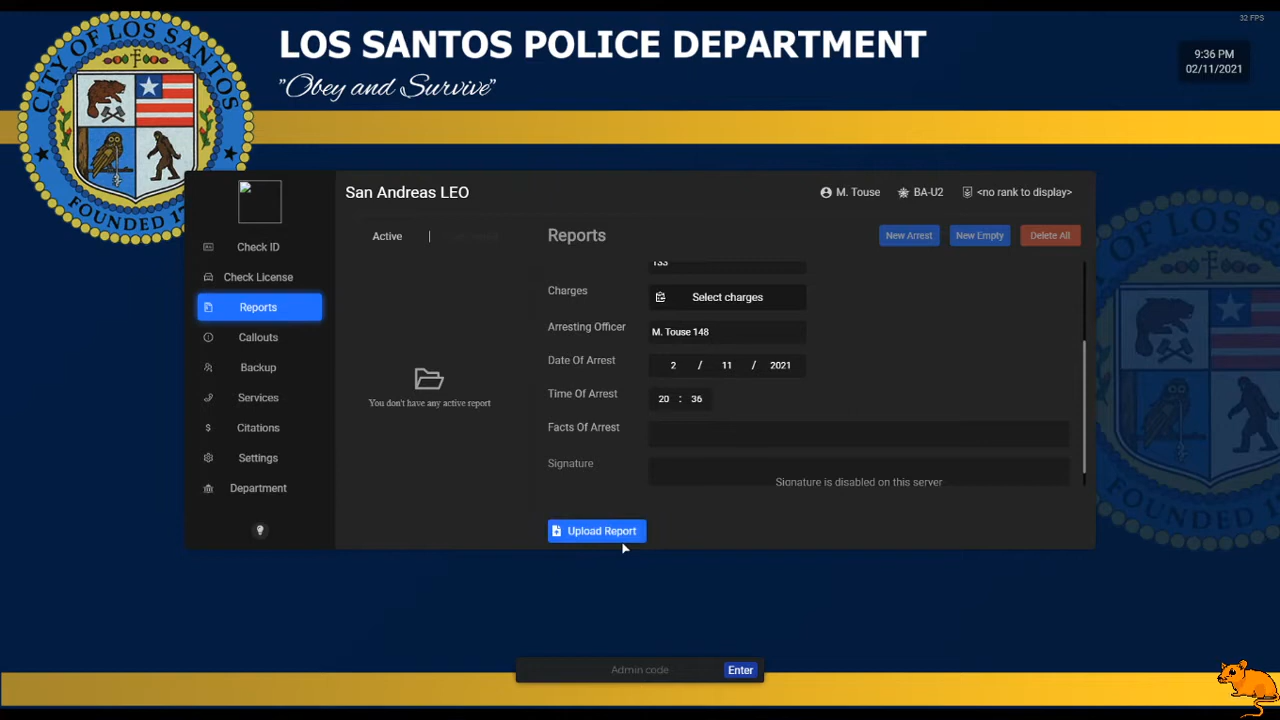 32 FPS
LOS SANTOS POLICE DEPARTMENT
"Obey and Survive"
9:36 PM
02/11/2021
CITY OF LOS SANTOS
FOUNDED
San Andreas LEO
M. Touse
BA-U2
<no rank to display>
Active |
Reports
New Arrest
New Empty
Delete All
Check ID
Check License
Reports
Callouts
Backup
Services
Citations
Settings
Department
You don't have any active report
133
Charges
Select charges
Arresting Officer
M. Touse 148
Date Of Arrest
2 / 11 / 2021
Time Of Arrest
20 : 36
Facts Of Arrest
Signature
Signature is disabled on this server
Upload Report
Admin code
Enter